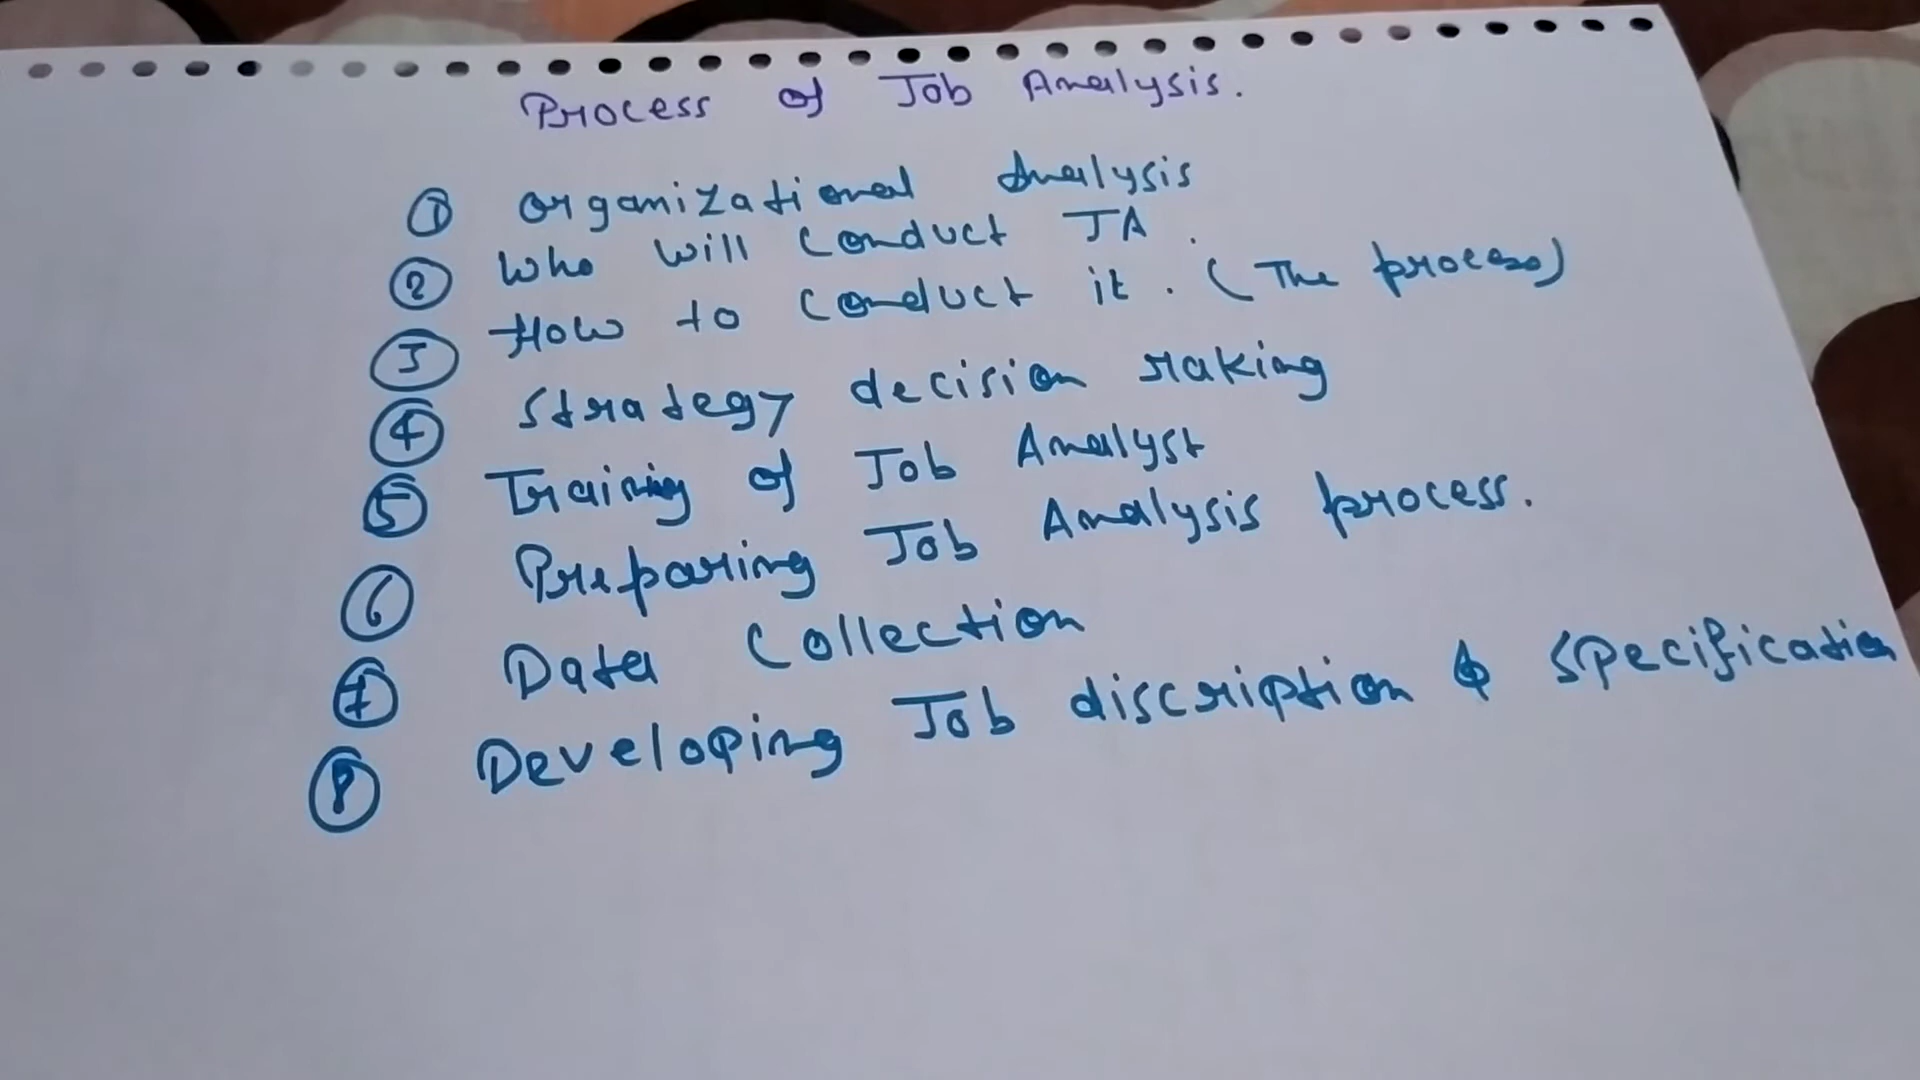 Process of Job Analysis.
① Organizational Analysis
② Who will conduct JA.
③ How to conduct it. (The process)
④ Strategy decision making
⑤ Training of Job Analyst
⑥ Preparing Job Analysis process.
⑦ Data Collection
⑧ Developing Job discription & specification